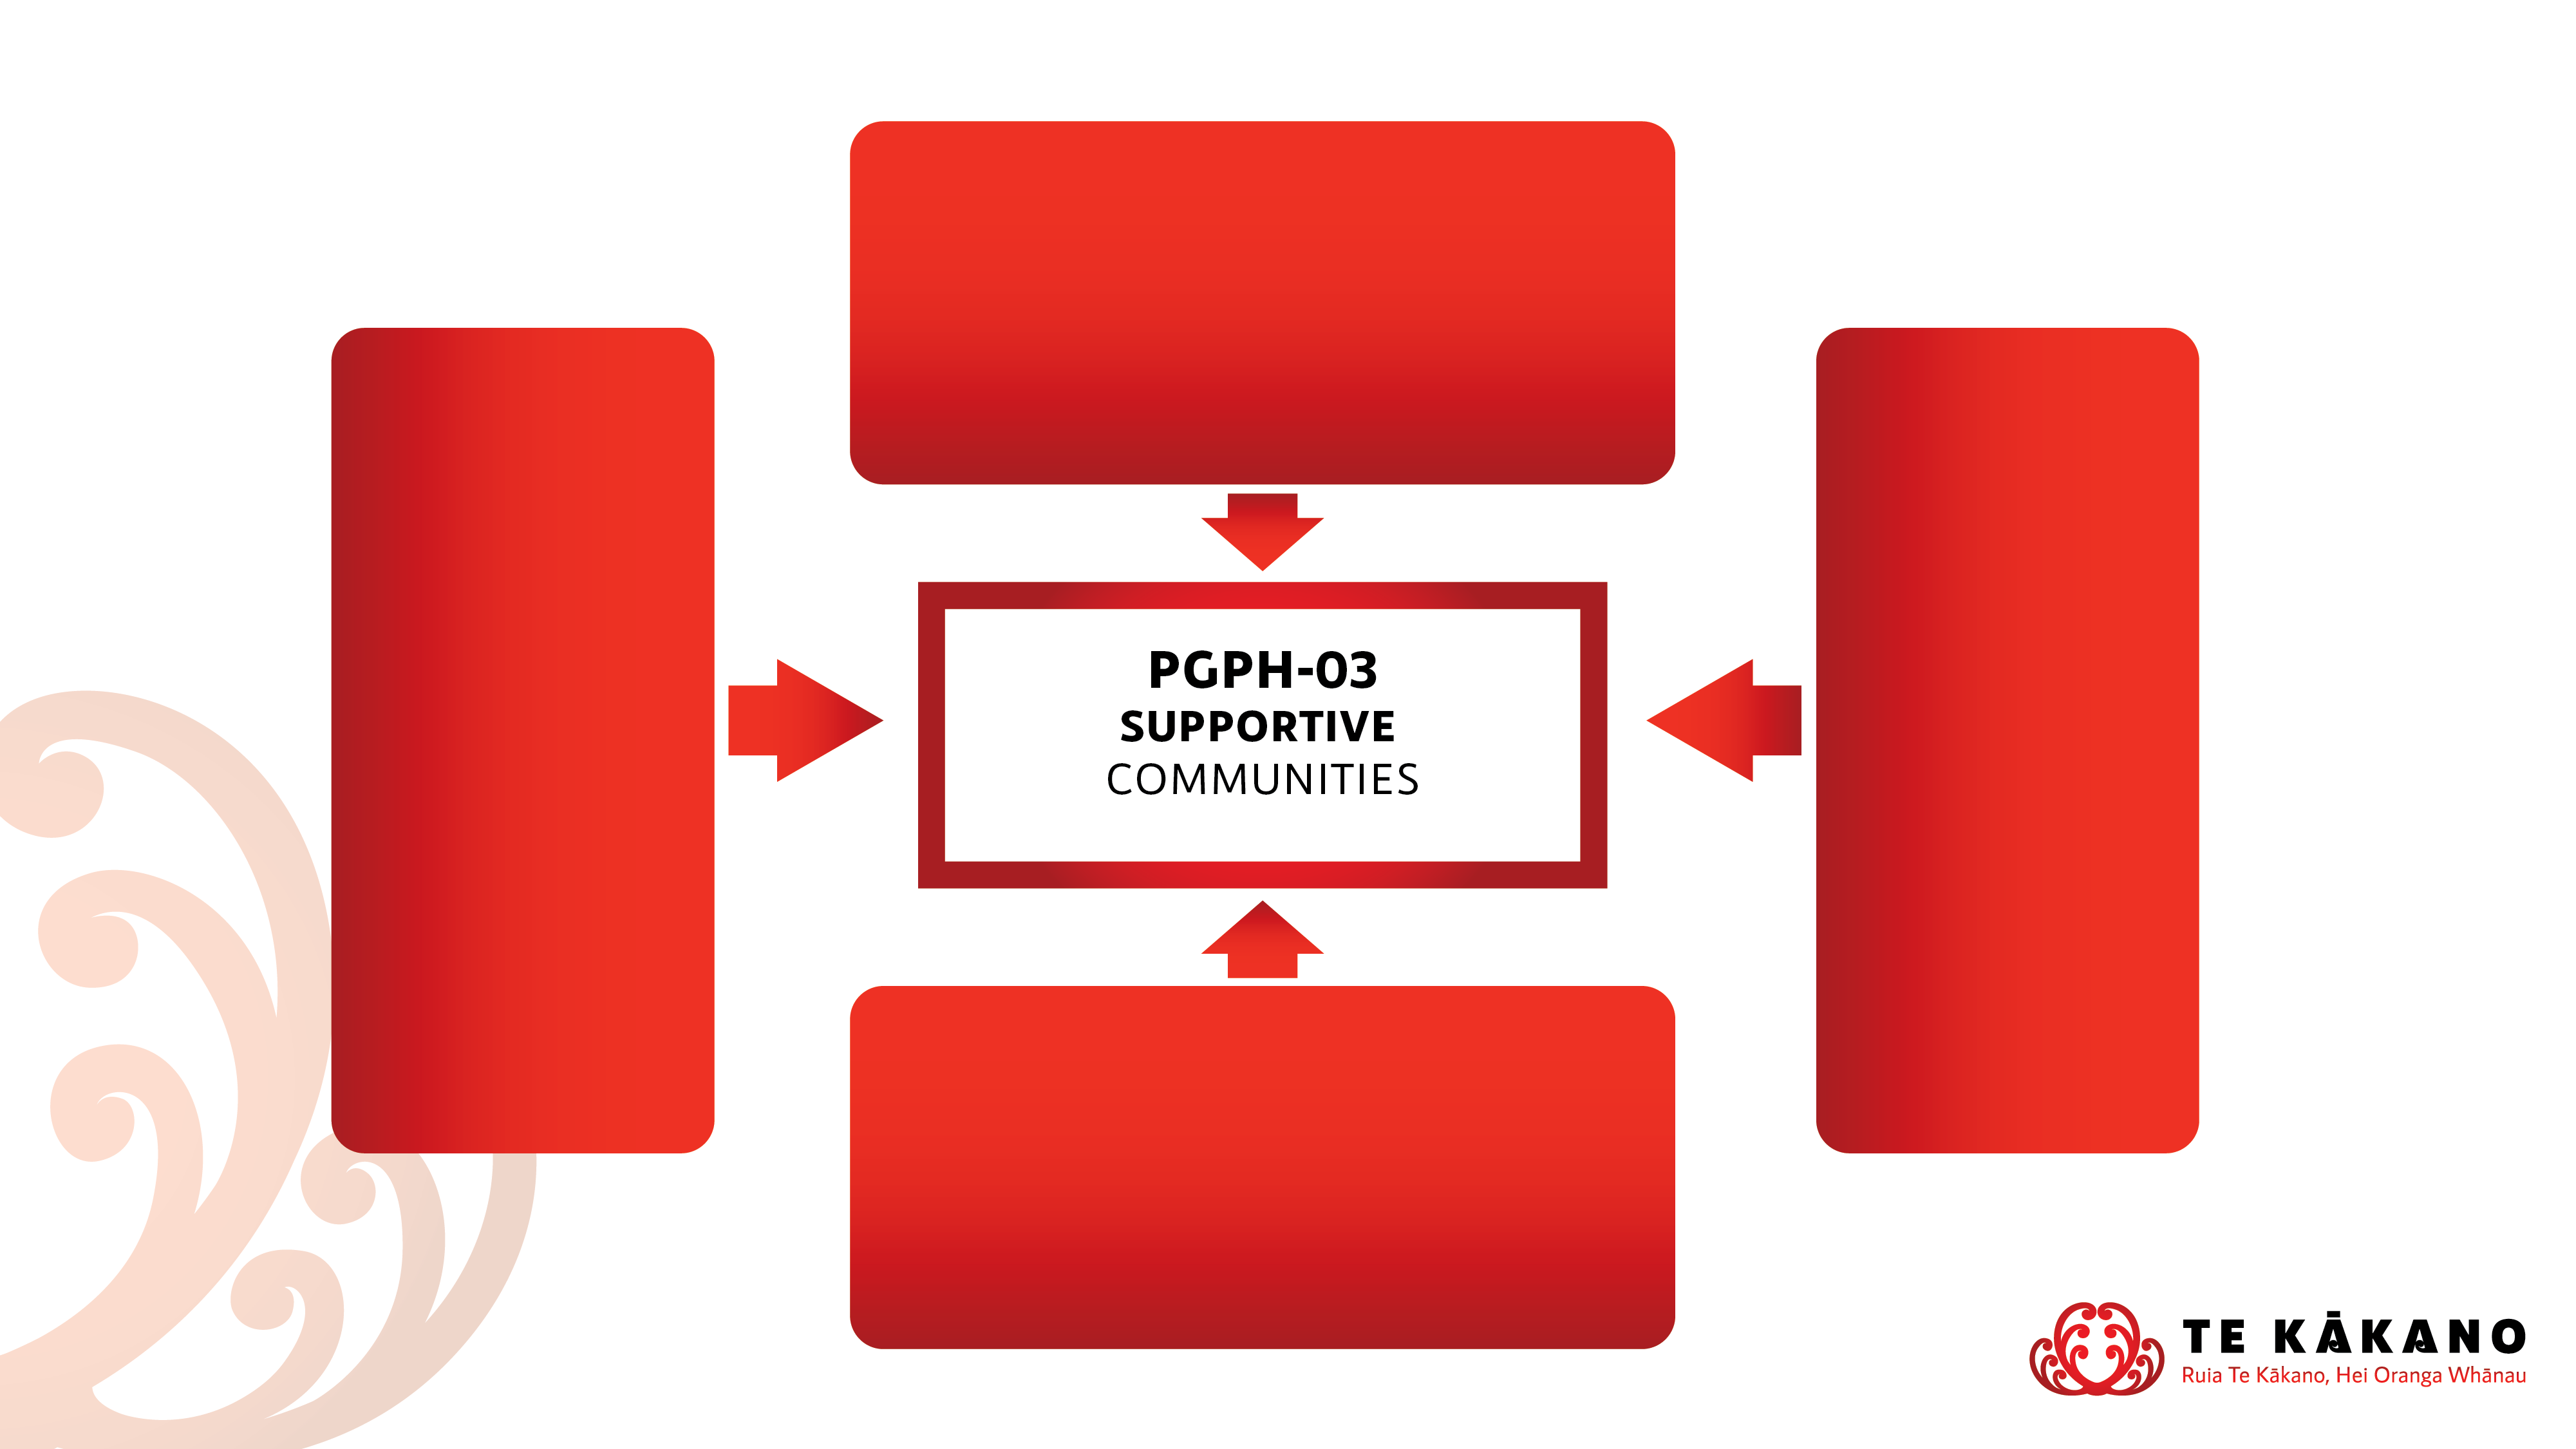 PGPH-03
SUPPORTIVE
COMMUNITIES
TE KĀKANO
Ruia Te Kākano, Hei Oranga Whānau